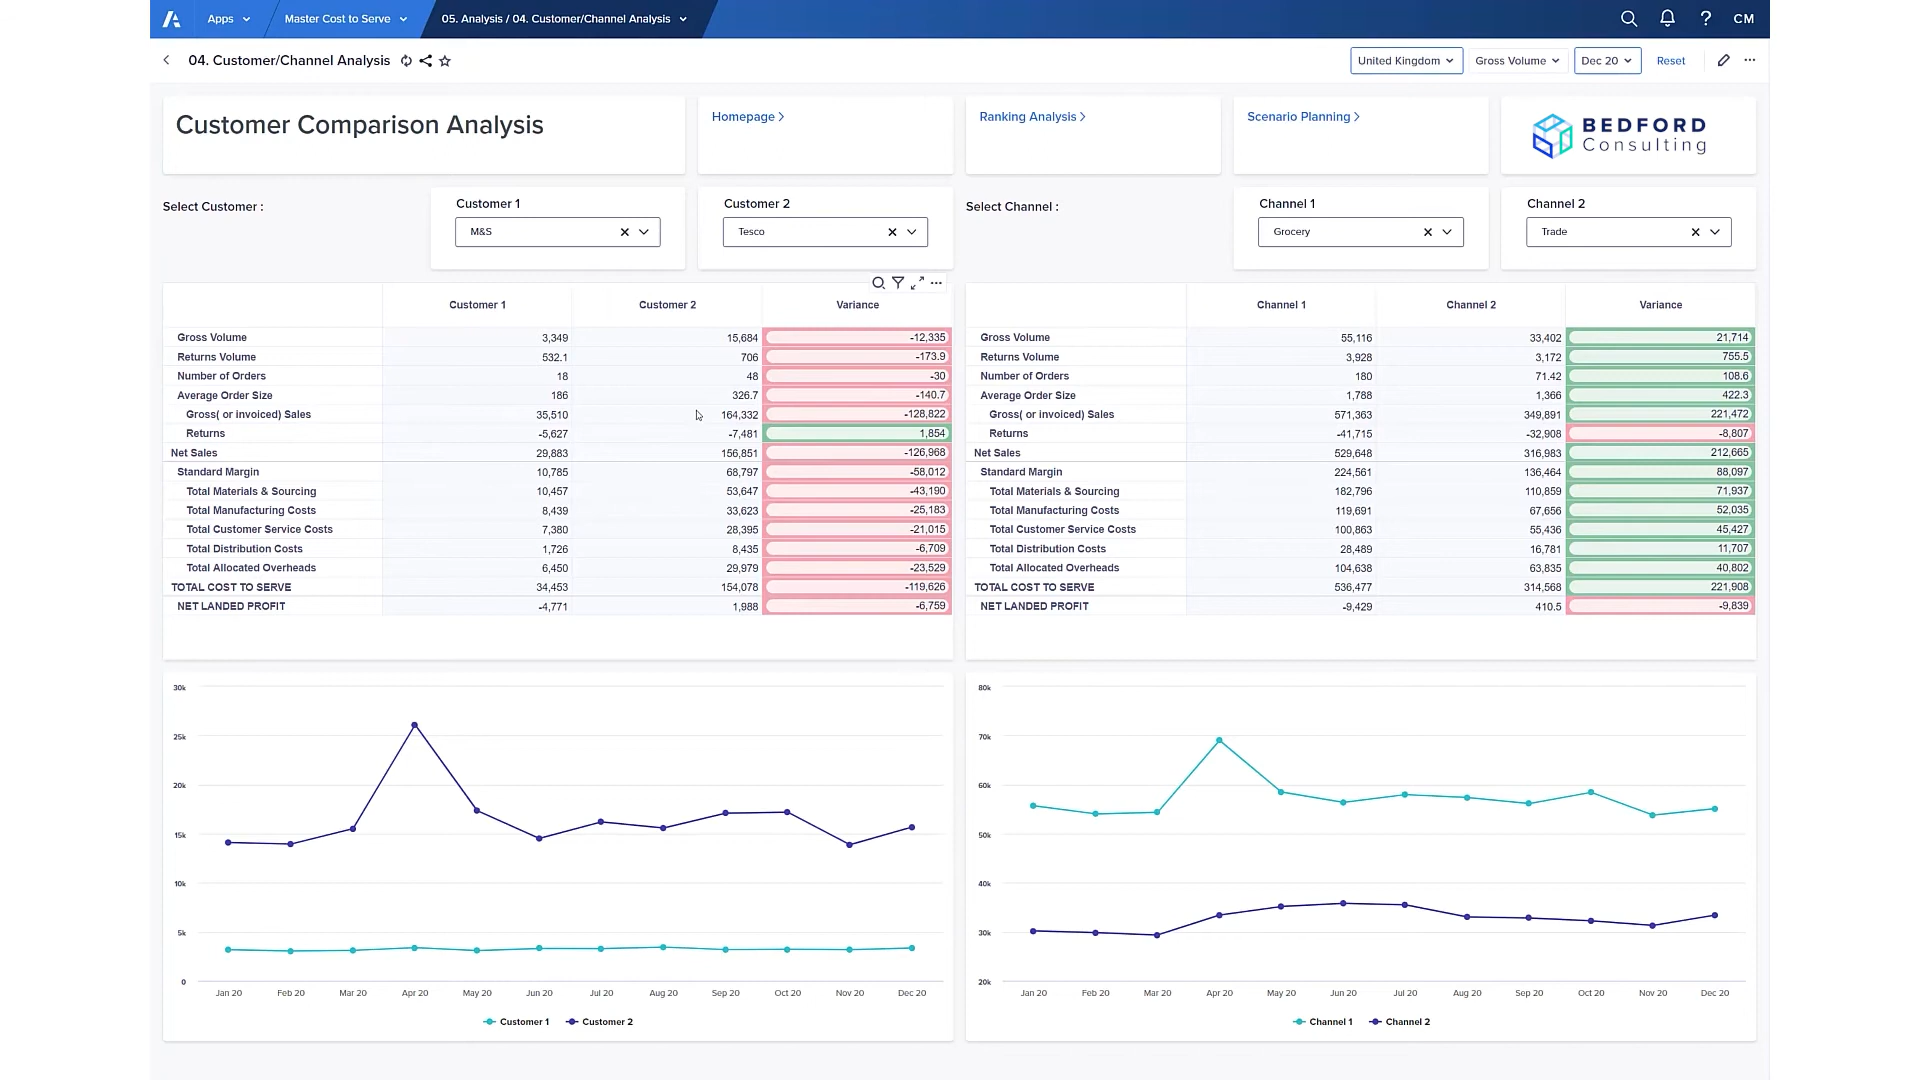 Apps Master Cost to Serve 05. Analysis / 04. Customer/Channel Analysis CM
04. Customer/Channel Analysis United Kingdom Gross Volume Dec 20 Reset
Customer Comparison Analysis Homepage Ranking Analysis Scenario Planning BEDFORD
Consulting
Select Customer : Customer 1 Customer 2 Select Channel : Channel 1 Channel 2
M&S Tesco Grocery Trade
Customer 1 Customer 2 Variance Channel 1 Channel 2 Variance
Gross Volume 3,349 15,684 -12,335 Gross Volume 55,116 33,402 21,714
Returns Volume 532.1 706 -173.9 Returns Volume 3,928 3,172 755.5
Number of Orders 18 48 -30 Number of Orders 180 71.42 108.6
Average Order Size 186 326.7 -140.7 Average Order Size 1,788 1,366 422.3
Gross( or invoiced) Sales 35,510 164,332 -128,822 Gross( or invoiced) Sales 571,363 349,891 221,472
Returns -5,627 -7,481 1,854 Returns -41,715 -32,908 -8,807
Net Sales 29,883 156,851 -126,968 Net Sales 529,648 316,983 212,665
Standard Margin 10,785 68,797 -58,012 Standard Margin 224,561 136,464 88,097
Total Materials & Sourcing 10,457 53,647 -43,190 Total Materials & Sourcing 182,796 110,859 71,937
Total Manufacturing Costs 8,439 33,623 -25,183 Total Manufacturing Costs 119,691 67,656 52,035
Total Customer Service Costs 7,380 28,395 -21,015 Total Customer Service Costs 100,863 55,436 45,427
Total Distribution Costs 1,726 8,435 -6,709 Total Distribution Costs 28,489 16,781 11,707
Total Allocated Overheads 6,450 29,979 -23,529 Total Allocated Overheads 104,638 63,835 40,802
TOTAL COST TO SERVE 34,453 154,078 -119,626 TOTAL COST TO SERVE 536,477 314,568 221,908
NET LANDED PROFIT -4,771 1,988 -6,759 NET LANDED PROFIT -9,429 410.5 -9,839
30k 80k
25k 70k
20k 60k
15k 50k
10k 40k
5k 30k
0 20k
Jan 20 Feb 20 Mar 20 Apr 20 May 20 Jun 20 Jul 20 Aug 20 Sep 20 Oct 20 Nov 20 Dec 20 Jan 20 Feb 20 Mar 20 Apr 20 May 20 Jun 20 Jul 20 Aug 20 Sep 20 Oct 20 Nov 20 Dec 20
Customer 1 Customer 2 Channel 1 Channel 2